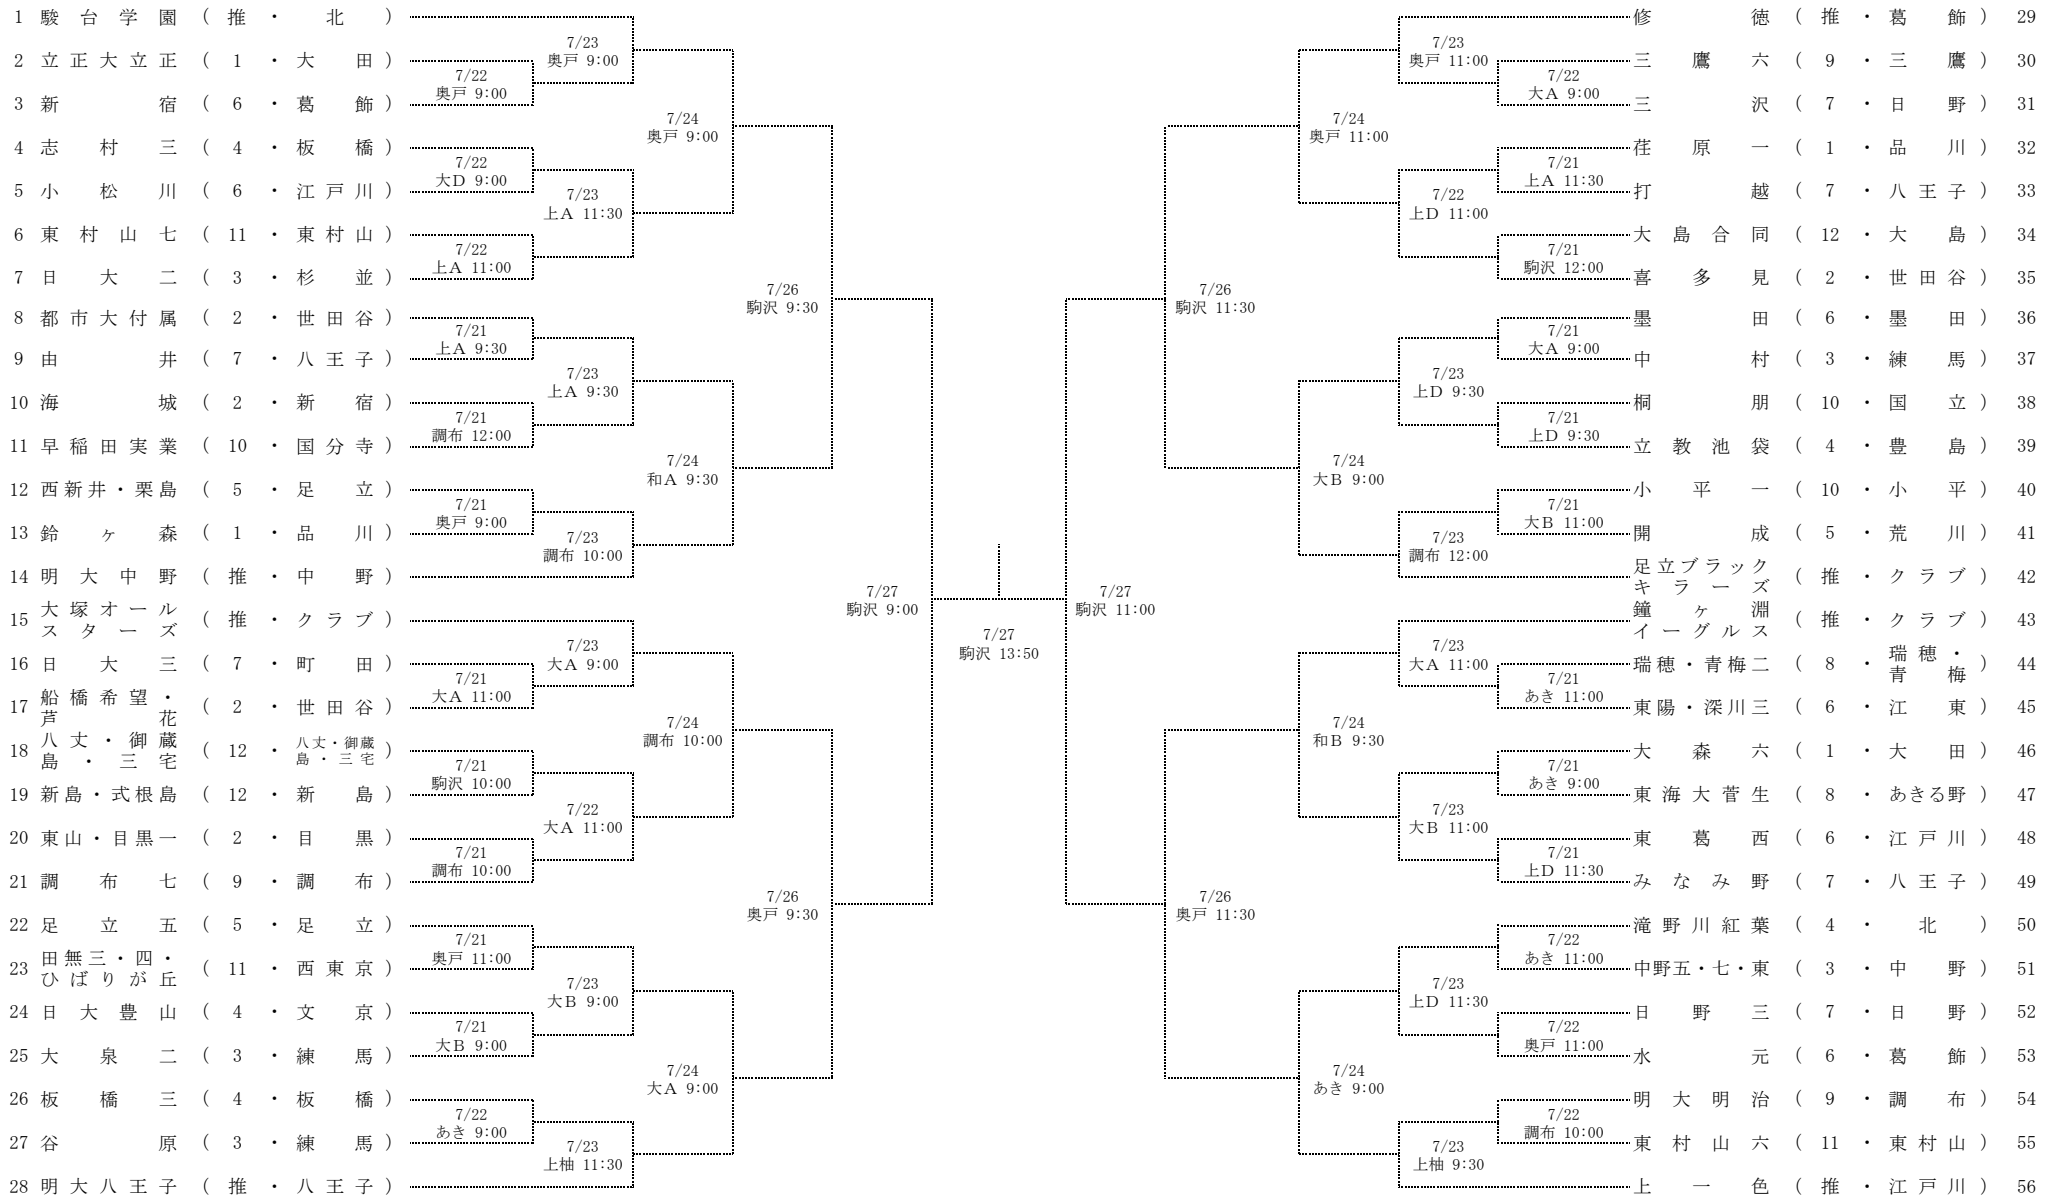 1 駿台学園 ( 推 ・ 北 )
2 立正大立正 ( 1 ・ 大田 )
3 新宿 ( 6 ・ 葛飾 )
4 志村三 ( 4 ・ 板橋 )
5 小松川 ( 6 ・ 江戸川 )
6 東村山七 ( 11 ・ 東村山 )
7 日大二 ( 3 ・ 杉並 )
8 都市大付属 ( 2 ・ 世田谷 )
9 由井 ( 7 ・ 八王子 )
10 海城 ( 2 ・ 新宿 )
11 早稲田実業 ( 10 ・ 国分寺 )
12 西新井・栗島 ( 5 ・ 足立 )
13 鈴ヶ森 ( 1 ・ 品川 )
14 明大中野 ( 推 ・ 中野 )
15 大塚オール
スターズ ( 推 ・ クラブ )
16 日大三 ( 7 ・ 町田 )
17 船橋希望・
芦花 ( 2 ・ 世田谷 )
18 八丈・御蔵
島・三宅 ( 12 ・ 八丈・御蔵
島・三宅 )
19 新島・式根島 ( 12 ・ 新島 )
20 東山・目黒一 ( 2 ・ 目黒 )
21 調布七 ( 9 ・ 調布 )
22 足立五 ( 5 ・ 足立 )
23 田無三・四・
ひばりが丘 ( 11 ・ 西東京 )
24 日大豊山 ( 4 ・ 文京 )
25 大泉二 ( 3 ・ 練馬 )
26 板橋三 ( 4 ・ 板橋 )
27 谷原 ( 3 ・ 練馬 )
28 明大八王子 ( 推 ・ 八王子 )
7/22
奥戸 9:00
7/22
大D 9:00
7/22
上A 11:00
7/21
上A 9:30
7/21
調布 12:00
7/21
奥戸 9:00
7/21
大A 11:00
7/21
駒沢 10:00
7/21
調布 10:00
7/21
奥戸 11:00
7/21
大B 9:00
7/22
あき 9:00
7/23
奥戸 9:00
7/23
上A 11:30
7/23
上A 9:30
7/23
調布 10:00
7/23
大A 9:00
7/22
大A 11:00
7/23
大B 9:00
7/23
上柚 11:30
7/24
奥戸 9:00
7/24
和A 9:30
7/24
調布 10:00
7/24
大A 9:00
7/26
駒沢 9:30
7/26
奥戸 9:30
7/27
駒沢 9:00
7/27
駒沢 13:50
7/27
駒沢 11:00
7/26
駒沢 11:30
7/26
奥戸 11:30
7/24
奥戸 11:00
7/24
大B 9:00
7/24
和B 9:30
7/24
あき 9:00
7/23
奥戸 11:00
7/22
上D 11:00
7/23
上D 9:30
7/23
調布 12:00
7/23
大A 11:00
7/23
大B 11:00
7/23
上D 11:30
7/23
上柚 9:30
7/22
大A 9:00
7/21
上A 11:30
7/21
駒沢 12:00
7/21
大A 9:00
7/21
上D 9:30
7/21
大B 11:00
7/21
あき 11:00
7/21
あき 9:00
7/21
上D 11:30
7/22
あき 11:00
7/22
奥戸 11:00
7/22
調布 10:00
修徳 ( 推 ・ 葛飾 ) 29
三鷹六 ( 9 ・ 三鷹 ) 30
三沢 ( 7 ・ 日野 ) 31
荏原一 ( 1 ・ 品川 ) 32
打越 ( 7 ・ 八王子 ) 33
大島合同 ( 12 ・ 大島 ) 34
喜多見 ( 2 ・ 世田谷 ) 35
墨田 ( 6 ・ 墨田 ) 36
中村 ( 3 ・ 練馬 ) 37
桐朋 ( 10 ・ 国立 ) 38
立教池袋 ( 4 ・ 豊島 ) 39
小平一 ( 10 ・ 小平 ) 40
開成 ( 5 ・ 荒川 ) 41
足立ブラック
キラーズ ( 推 ・ クラブ ) 42
鐘ヶ淵
イーグルス ( 推 ・ クラブ ) 43
瑞穂・青梅二 ( 8 ・ 瑞穂・
青梅 ) 44
東陽・深川三 ( 6 ・ 江東 ) 45
大森六 ( 1 ・ 大田 ) 46
東海大菅生 ( 8 ・ あきる野 ) 47
東葛西 ( 6 ・ 江戸川 ) 48
みなみ野 ( 7 ・ 八王子 ) 49
滝野川紅葉 ( 4 ・ 北 ) 50
中野五・七・東 ( 3 ・ 中野 ) 51
日野三 ( 7 ・ 日野 ) 52
水元 ( 6 ・ 葛飾 ) 53
明大明治 ( 9 ・ 調布 ) 54
東村山六 ( 11 ・ 東村山 ) 55
上一色 ( 推 ・ 江戸川 ) 56